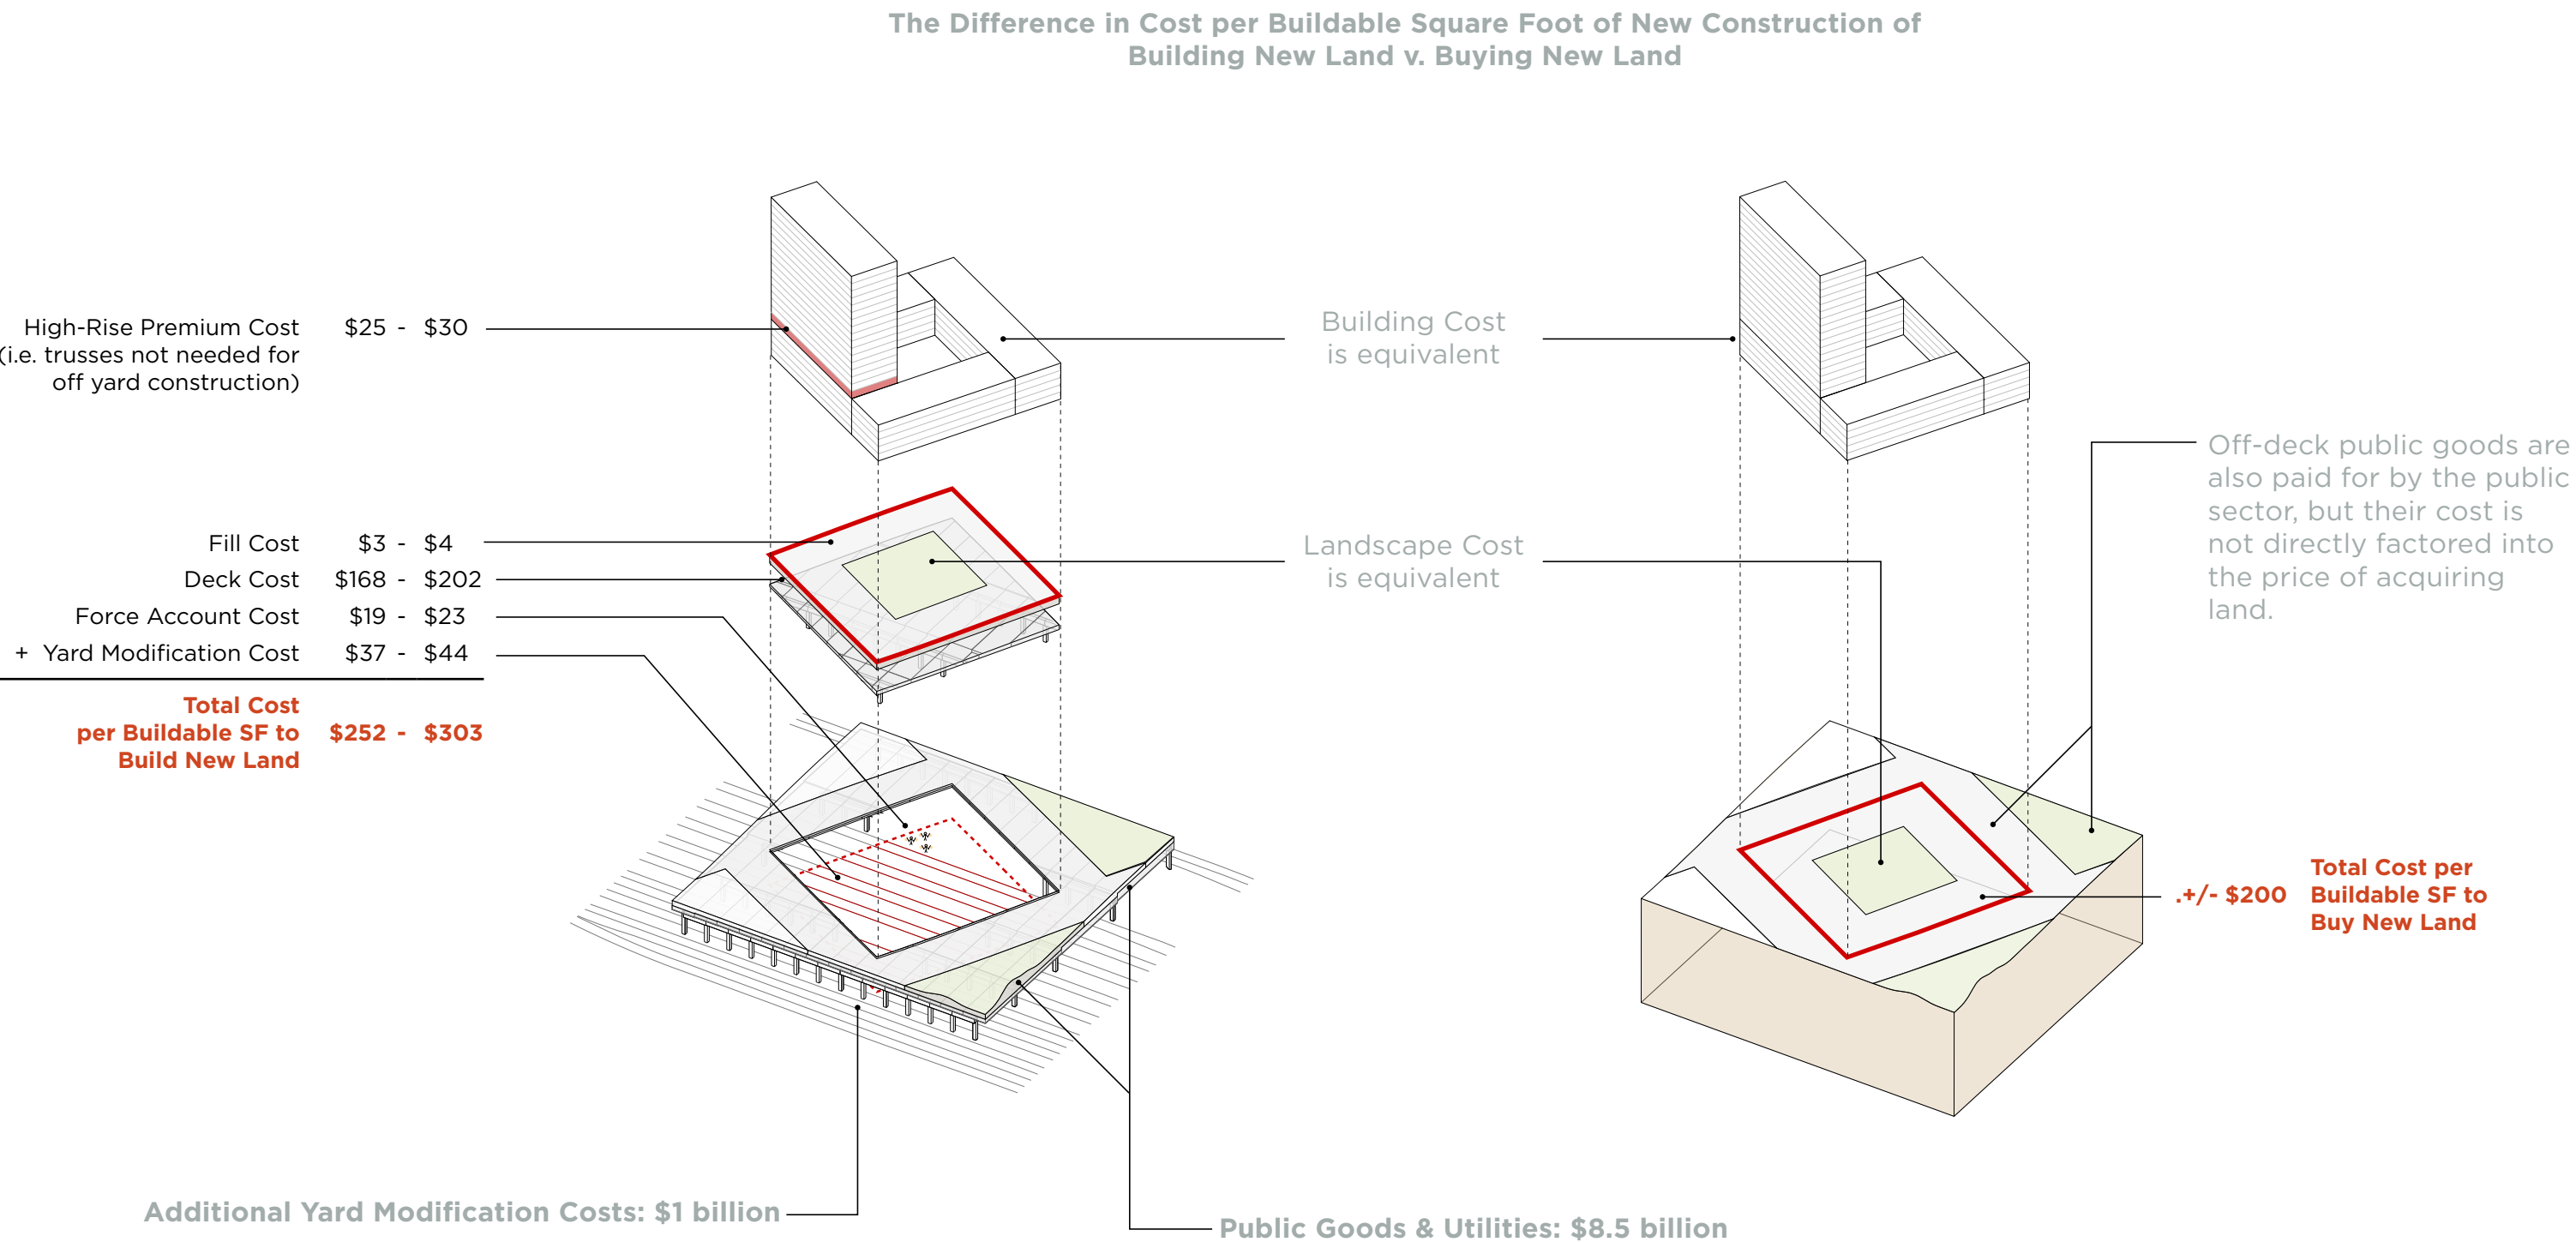 The Difference in Cost per Buildable Square Foot of New Construction of
Building New Land v. Buying New Land
High-Rise Premium Cost $25 - $30
(i.e. trusses not needed for
off yard construction)
Fill Cost $3 - $4
Deck Cost $168 - $202
Force Account Cost $19 - $23
+ Yard Modification Cost $37 - $44
Total Cost
per Buildable SF to $252 - $303
Build New Land
Building Cost
is equivalent
Landscape Cost
is equivalent
Off-deck public goods are
also paid for by the public
sector, but their cost is
not directly factored into
the price of acquiring
land.
Total Cost per
.+/- $200 Buildable SF to
Buy New Land
Additional Yard Modification Costs: $1 billion
Public Goods & Utilities: $8.5 billion